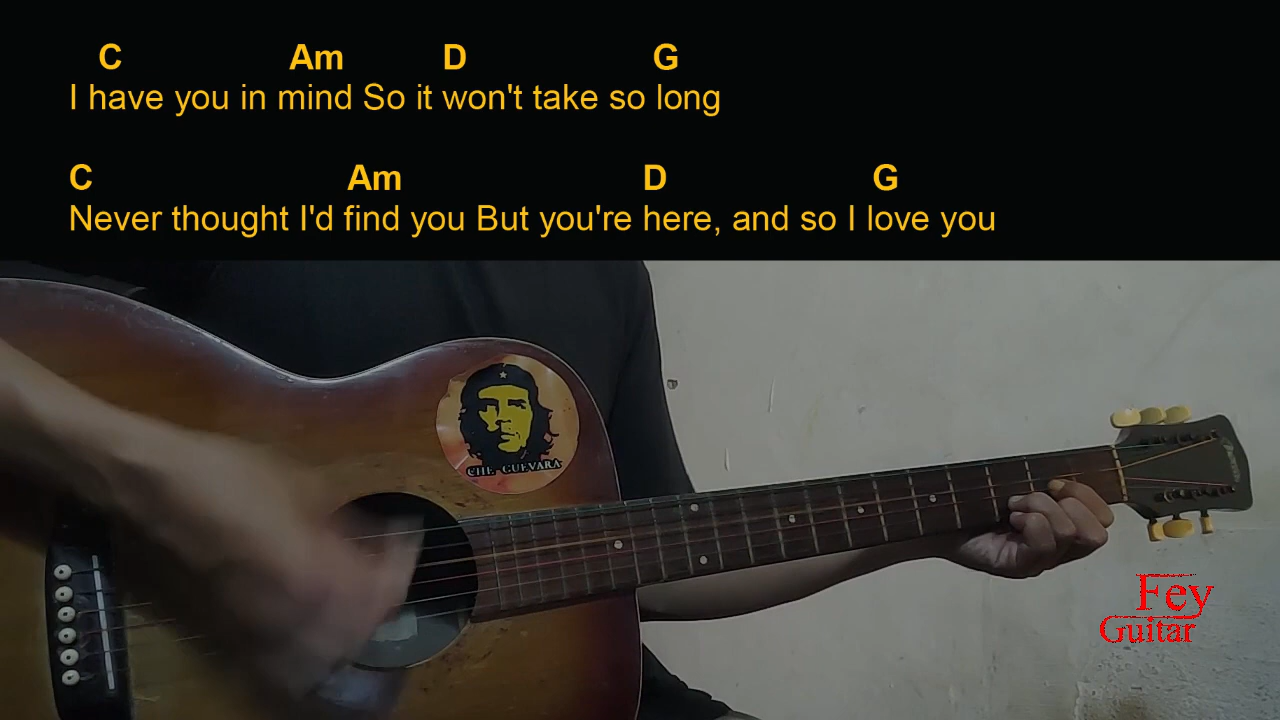 C Am D G
I have you in mind So it won't take so long
C Am D G
Never thought I'd find you But you're here, and so I love you
CHE GUEVARA
Fey
Guitar